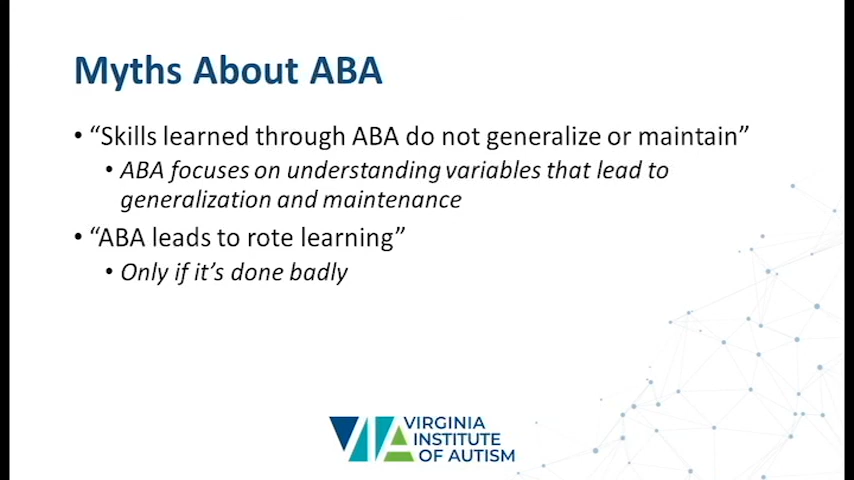 Myths About ABA
• “Skills learned through ABA do not generalize or maintain”
• ABA focuses on understanding variables that lead to
generalization and maintenance
• “ABA leads to rote learning”
• Only if it’s done badly
VIA
VIRGINIA
INSTITUTE
OF AUTISM